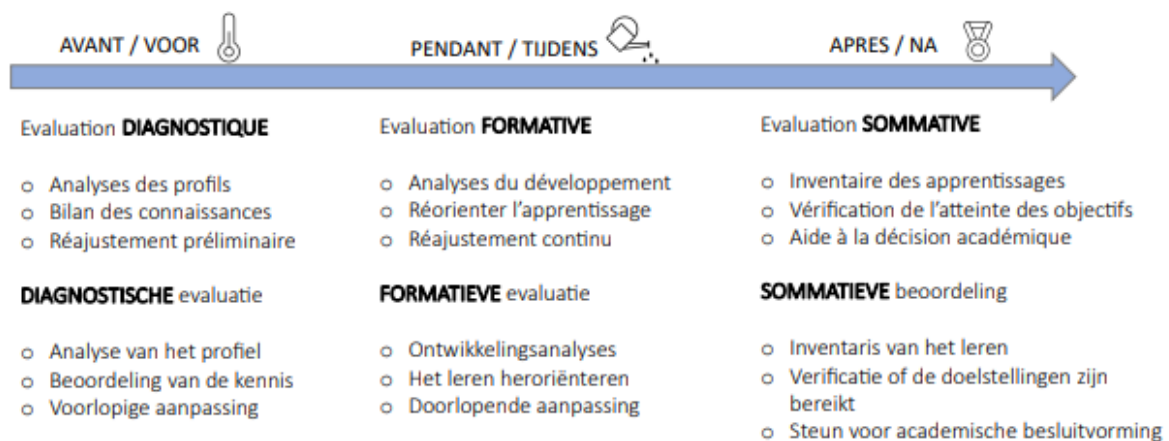 AVANT / VOOR
PENDANT / TIJDENS
APRES / NA
Evaluation DIAGNOSTIQUE
o Analyses des profils
o Bilan des connaissances
o Réajustement préliminaire
DIAGNOSTISCHE evaluatie
o Analyse van het profiel
o Beoordeling van de kennis
o Voorlopige aanpassing
Evaluation FORMATIVE
o Analyses du développement
o Réorienter l'apprentissage
o Réajustement continu
FORMATIEVE evaluatie
o Ontwikkelingsanalyses
o Het leren heroriënteren
o Doorlopende aanpassing
Evaluation SOMMATIVE
o Inventaire des apprentissages
o Vérification de l'atteinte des objectifs
o Aide à la décision académique
SOMMATIEVE beoordeling
o Inventaris van het leren
o Verificatie of de doelstellingen zijn
bereikt
o Steun voor academische besluitvorming